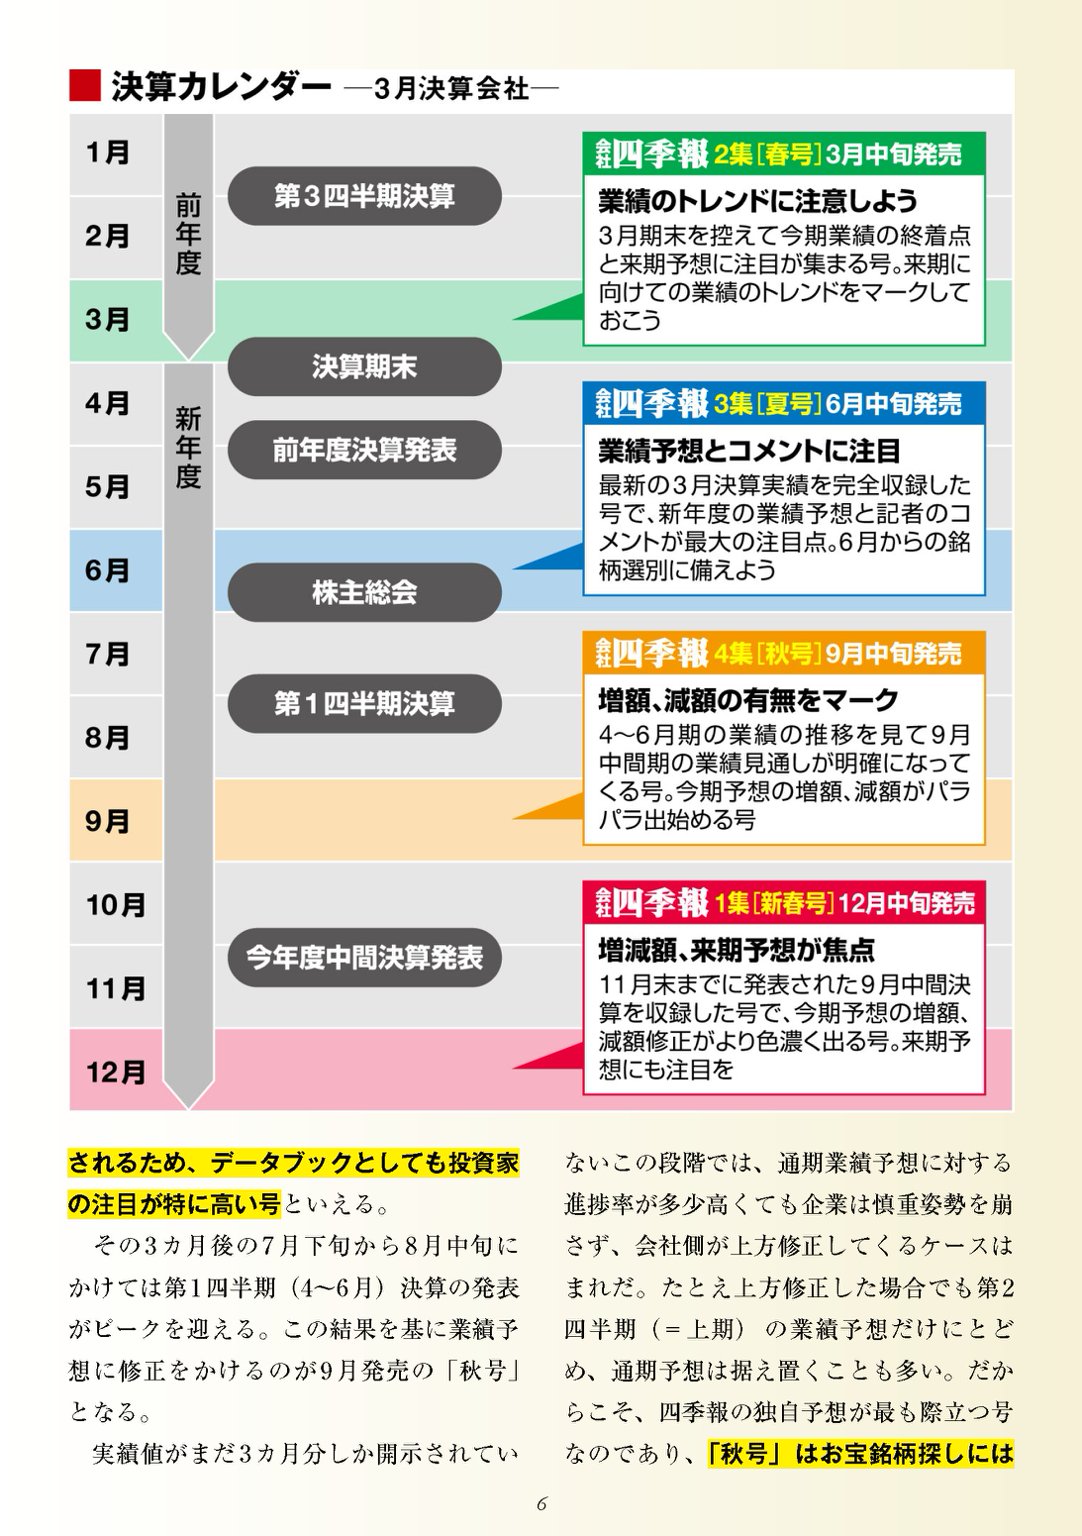 決算カレンダー ―3月決算会社―
1月
2月
3月
4月
5月
6月
7月
8月
9月
10月
11月
12月
前年度
新年度
第3四半期決算
決算期末
前年度決算発表
株主総会
第1四半期決算
今年度中間決算発表
会社四季報 2集[春号]3月中旬発売
業績のトレンドに注意しよう
3月期末を控えて今期業績の終着点
と来期予想に注目が集まる号。来期に
向けての業績のトレンドをマークして
おこう
会社四季報 3集[夏号]6月中旬発売
業績予想とコメントに注目
最新の3月決算実績を完全収録した
号で、新年度の業績予想と記者のコ
メントが最大の注目点。6月からの銘
柄選別に備えよう
会社四季報 4集[秋号]9月中旬発売
増額、減額の有無をマーク
4〜6月期の業績の推移を見て9月
中間期の業績見通しが明確になって
くる号。今期予想の増額、減額がパラ
パラ出始める号
会社四季報 1集[新春号]12月中旬発売
増減額、来期予想が焦点
11月末までに発表された9月中間決
算を収録した号で、今期予想の増額、
減額修正がより色濃く出る号。来期予
想にも注目を
されるため、データブックとしても投資家
の注目が特に高い号といえる。
その3カ月後の7月下旬から8月中旬に
かけては第1四半期（4〜6月）決算の発表
がピークを迎える。この結果を基に業績予
想に修正をかけるのが9月発売の「秋号」
となる。
実績値がまだ3カ月分しか開示されてい
ないこの段階では、通期業績予想に対する
進捗率が多少高くても企業は慎重姿勢を崩
さず、会社側が上方修正してくるケースは
まれだ。たとえ上方修正した場合でも第2
四半期（＝上期）の業績予想だけにとど
め、通期予想は据え置くことも多い。だか
らこそ、四季報の独自予想が最も際立つ号
なのであり、「秋号」はお宝銘柄探しには
6